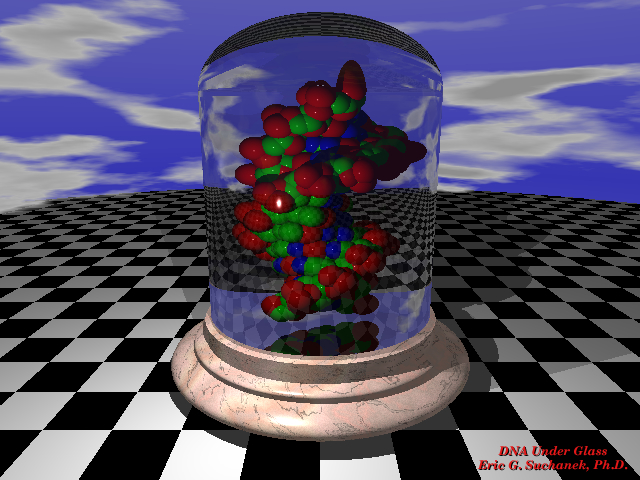 DNA Under Glass
Eric G. Suchanek, Ph.D.